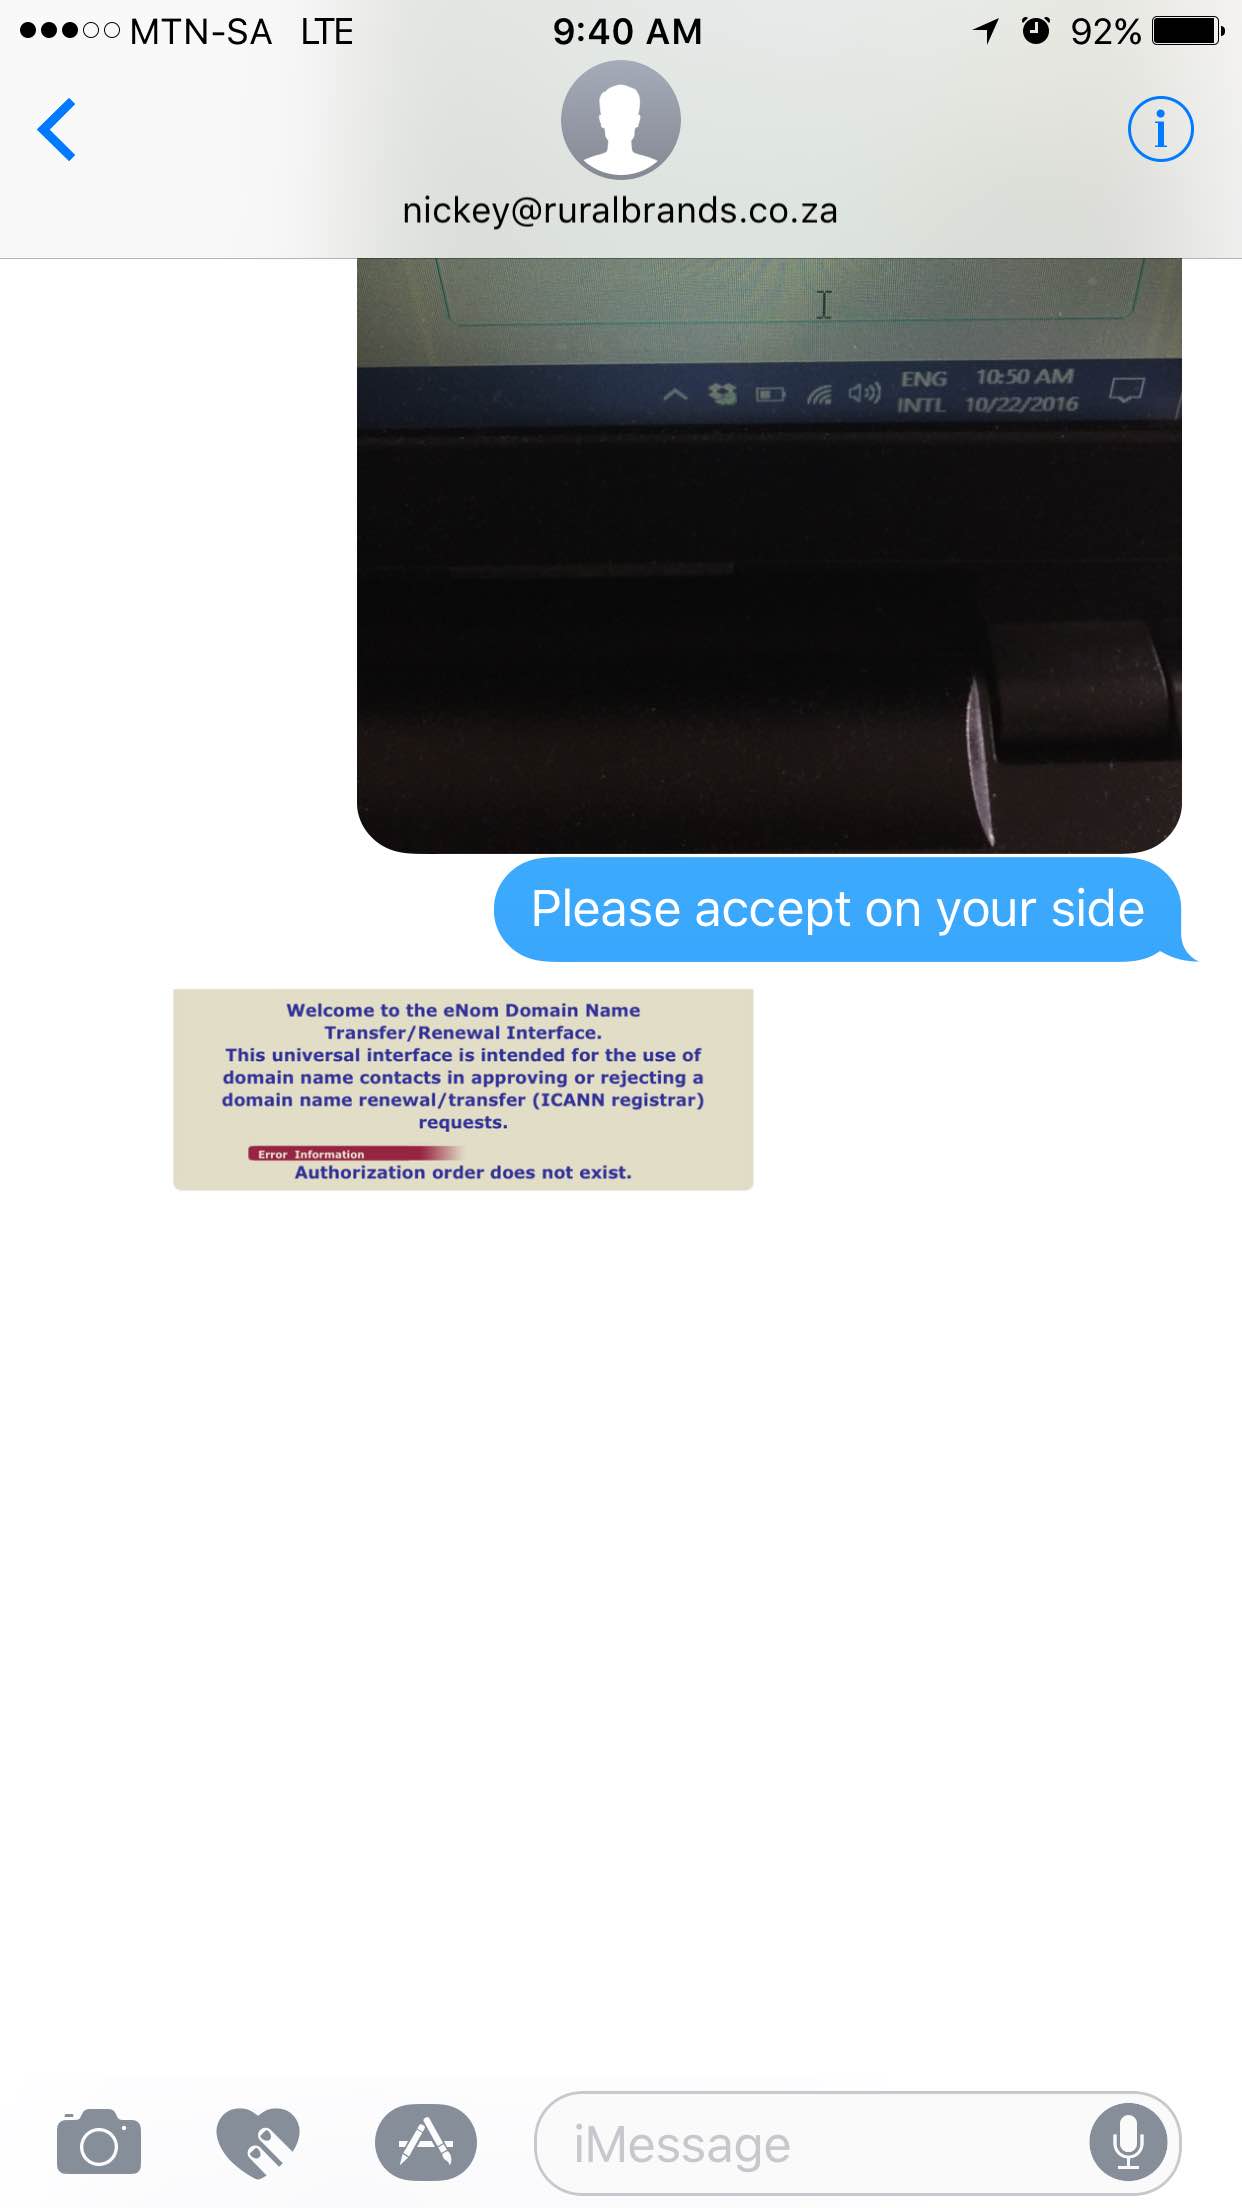 MTN-SA LTE 9:40 AM 92%
nickey@ruralbrands.co.za
ENG 10:50 AM
INTL 10/22/2016
Please accept on your side
Welcome to the eNom Domain Name
Transfer/Renewal Interface.
This universal interface is intended for the use of
domain name contacts in approving or rejecting a
domain name renewal/transfer (ICANN registrar)
requests.
Error Information
Authorization order does not exist.
iMessage